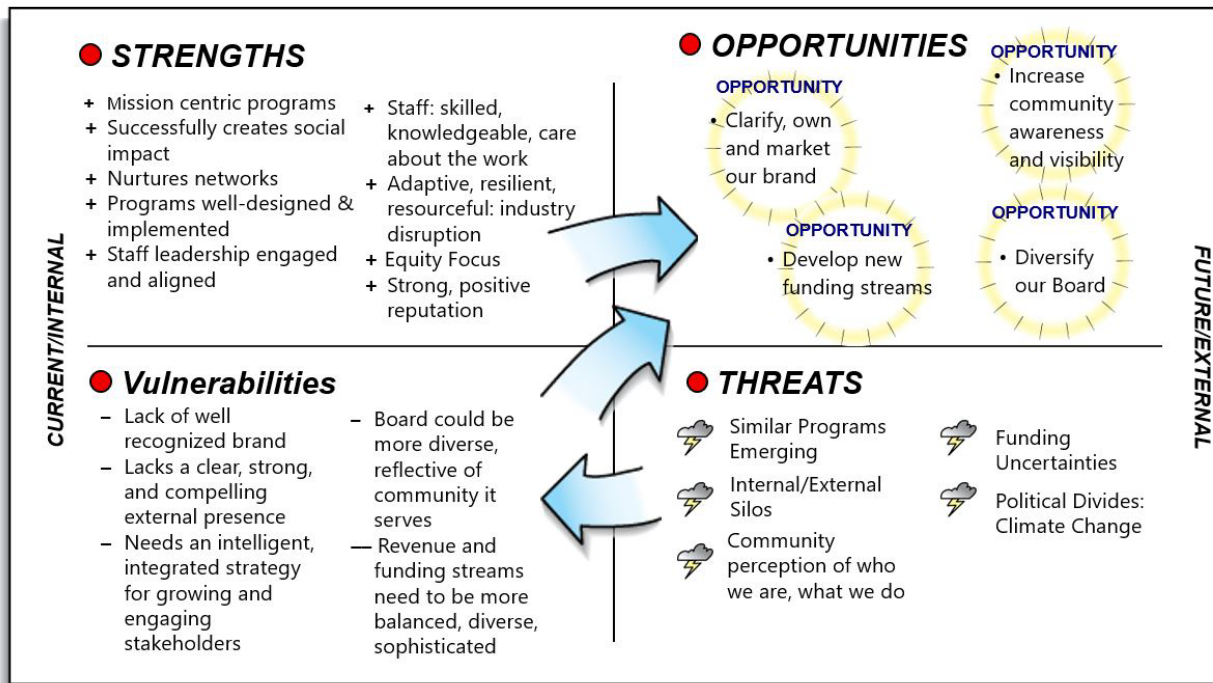 STRENGTHS
+ Mission centric programs
+ Successfully creates social
impact
+ Nurtures networks
+ Programs well-designed &
implemented
+ Staff leadership engaged
and aligned
+ Staff: skilled,
knowledgeable, care
about the work
+ Adaptive, resilient,
resourceful: industry
disruption
+ Equity Focus
+ Strong, positive
reputation
OPPORTUNITIES
OPPORTUNITY
• Clarify, own
and market
our brand
OPPORTUNITY
• Increase
community
awareness
and visibility
OPPORTUNITY
• Develop new
funding streams
OPPORTUNITY
• Diversify
our Board
CURRENT/INTERNAL
FUTURE/EXTERNAL
Vulnerabilities
– Lack of well
recognized brand
– Lacks a clear, strong,
and compelling
external presence
– Needs an intelligent,
integrated strategy
for growing and
engaging
stakeholders
– Board could be
more diverse,
reflective of
community it
serves
— Revenue and
funding streams
need to be more
balanced, diverse,
sophisticated
THREATS
Similar Programs
Emerging
Internal/External
Silos
Community
perception of who
we are, what we do
Funding
Uncertainties
Political Divides:
Climate Change